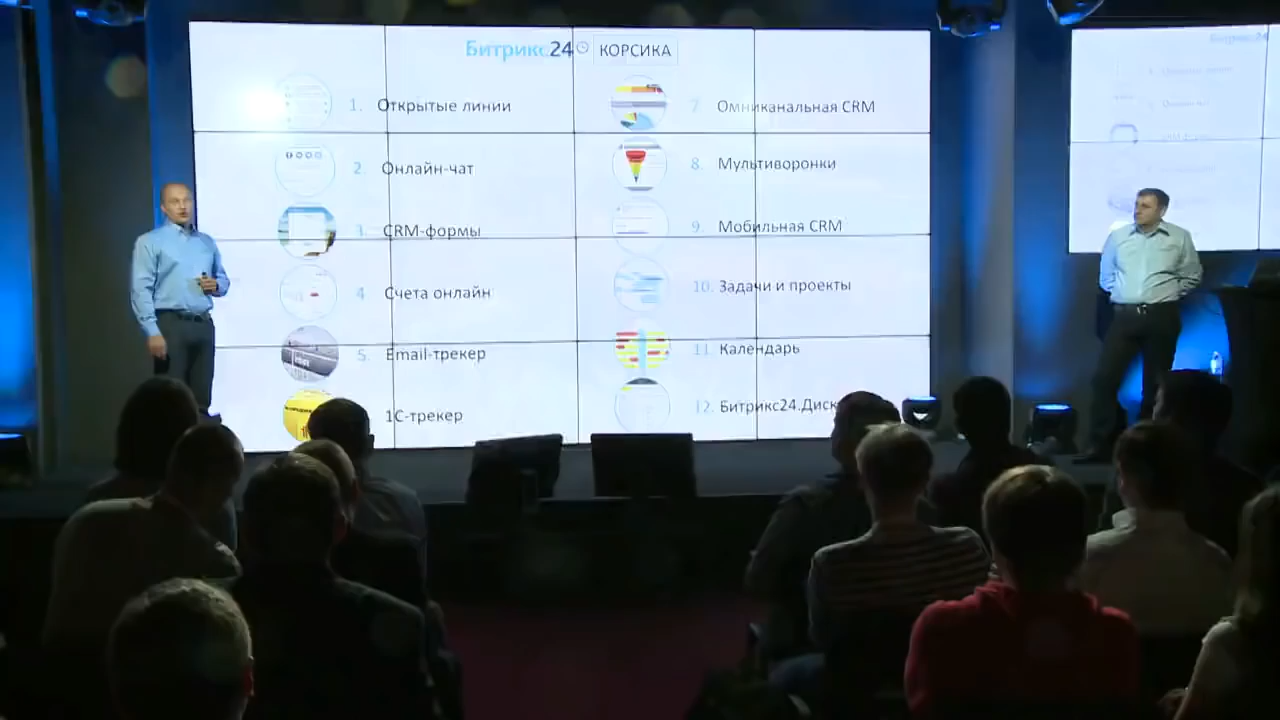 Битрикс24 КОРСИКА
1. Открытые линии
2. Онлайн-чат
3. CRM-формы
4 Счета онлайн
5. Email-трекер
1С-трекер
7. Омниканальная CRM
8. Мультиворонки
9. Мобильная CRM
10. Задачи и проекты
11. Календарь
12. Битрикс24.Диск
Битрикс24